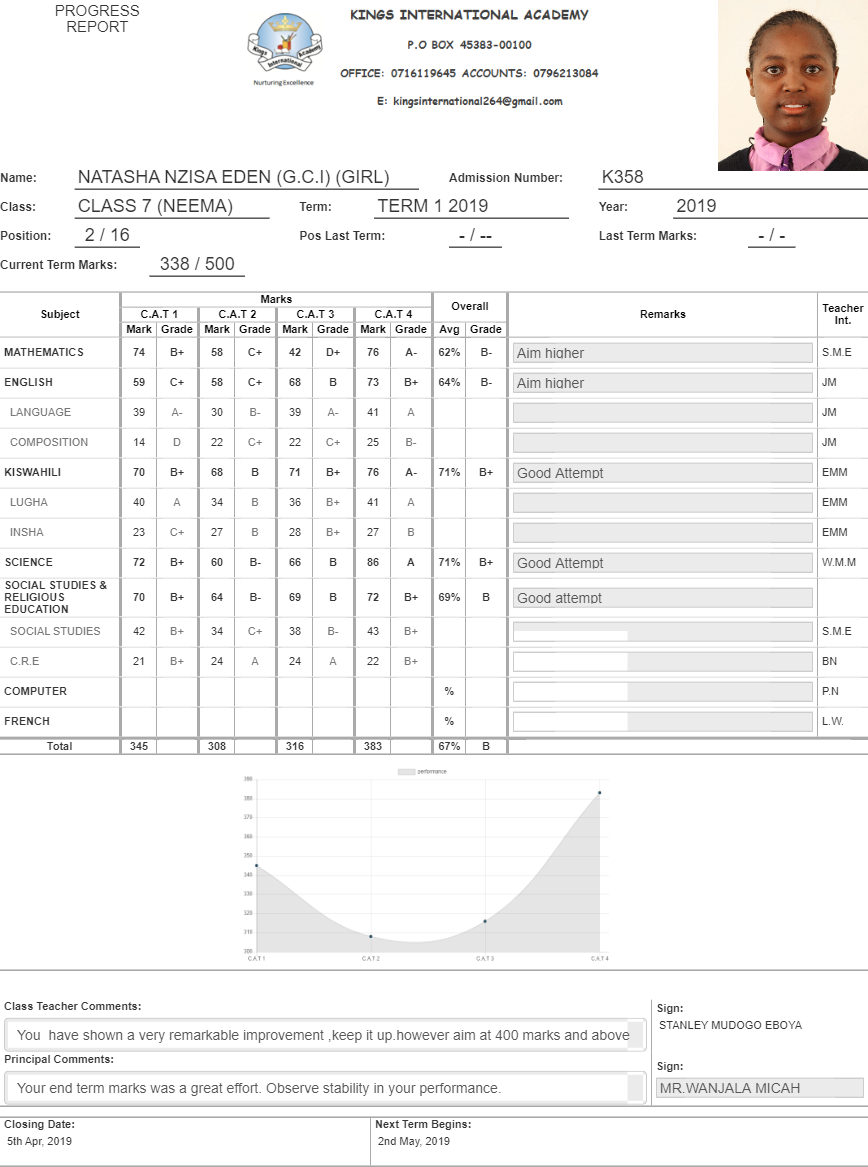 PROGRESS
REPORT
KINGS INTERNATIONAL ACADEMY
P.O BOX 45383-00100
OFFICE: 0716119645 ACCOUNTS: 0796213084
E: kingsinternational264@gmail.com
Kings Academy
International
Nurturing Excellence
Name: NATASHA NZISA EDEN (G.C.I) (GIRL) Admission Number: K358
Class: CLASS 7 (NEEMA) Term: TERM 1 2019 Year: 2019
Position: 2 / 16 Pos Last Term: - / -- Last Term Marks: - / -
Current Term Marks: 338 / 500
Subject Marks Overall Remarks Teacher Int.
C.A.T 1 C.A.T 2 C.A.T 3 C.A.T 4
Mark Grade Mark Grade Mark Grade Mark Grade Avg Grade
MATHEMATICS 74 B+ 58 C+ 42 D+ 76 A- 62% B- Aim higher S.M.E
ENGLISH 59 C+ 58 C+ 68 B 73 B+ 64% B- Aim higher JM
LANGUAGE 39 A- 30 B- 39 A- 41 A JM
COMPOSITION 14 D 22 C+ 22 C+ 25 B- JM
KISWAHILI 70 B+ 68 B 71 B+ 76 A- 71% B+ Good Attempt EMM
LUGHA 40 A 34 B 36 B+ 41 A EMM
INSHA 23 C+ 27 B 28 B+ 27 B EMM
SCIENCE 72 B+ 60 B- 66 B 86 A 71% B+ Good Attempt W.M.M
SOCIAL STUDIES &
RELIGIOUS
EDUCATION 70 B+ 64 B- 69 B 72 B+ 69% B Good attempt
SOCIAL STUDIES 42 B+ 34 C+ 38 B- 43 B+ S.M.E
C.R.E 21 B+ 24 A 24 A 22 B+ BN
COMPUTER % P.N
FRENCH % L.W.
Total 345 308 316 383 67% B
performance
390
380
370
360
350
340
330
320
310
300
C.A.T 1 C.A.T 2 C.A.T 3 C.A.T 4
Class Teacher Comments: Sign:
You have shown a very remarkable improvement ,keep it up.however aim at 400 marks and above STANLEY MUDOGO EBOYA
Principal Comments: Sign:
Your end term marks was a great effort. Observe stability in your performance. MR.WANJALA MICAH
Closing Date: Next Term Begins:
5th Apr, 2019 2nd May, 2019